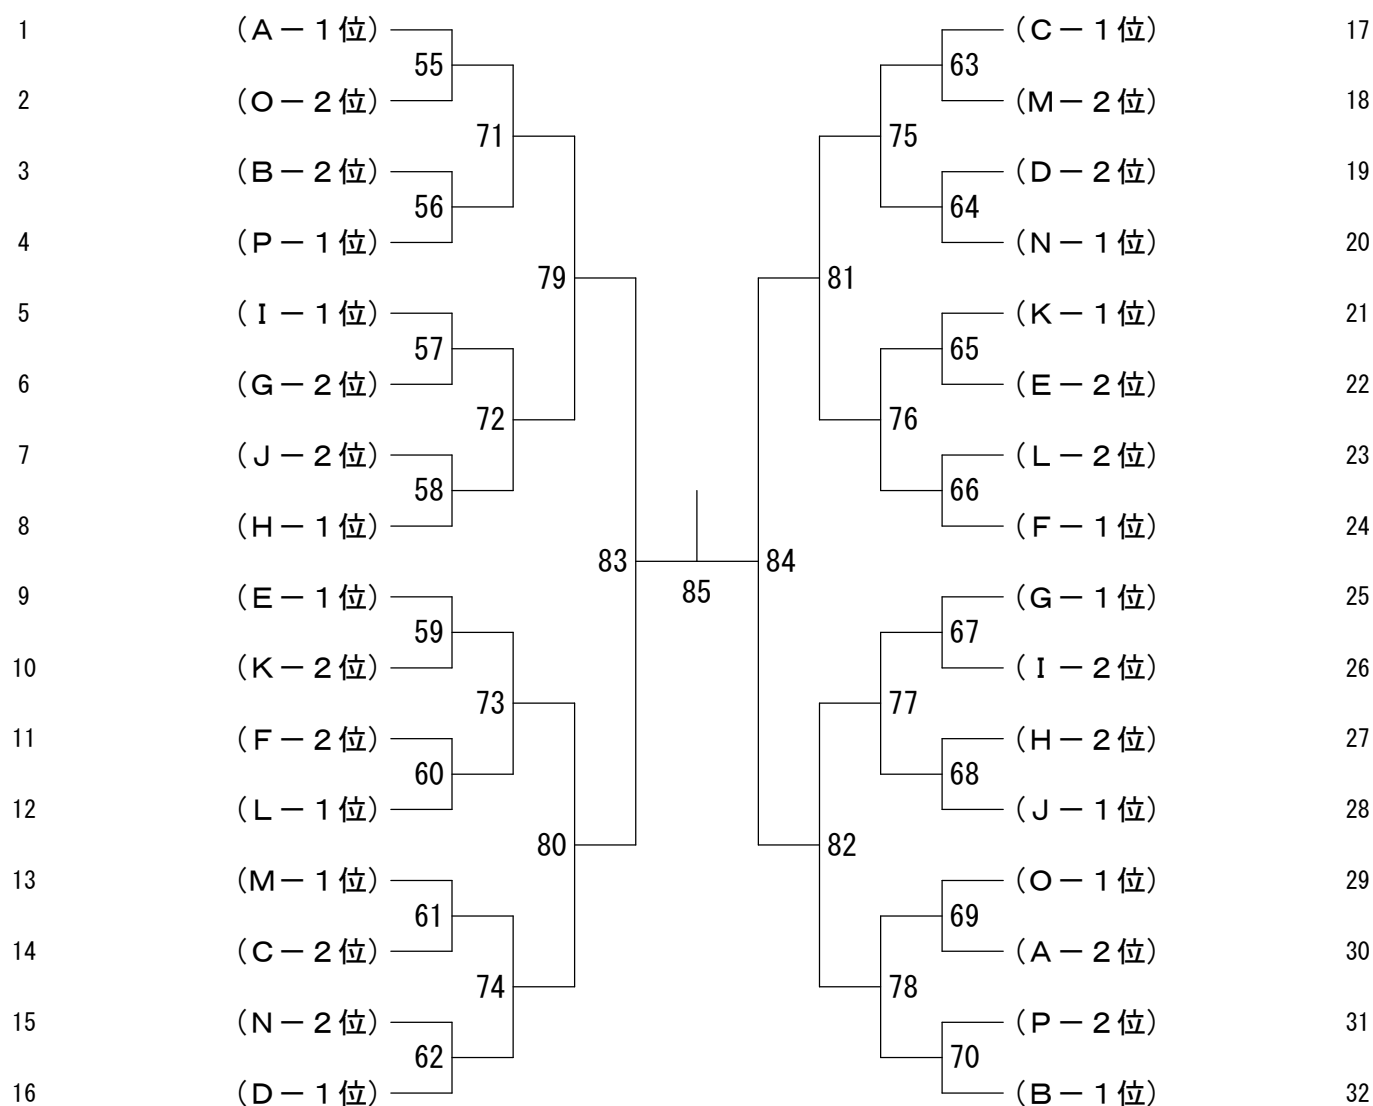 1 （A－1位） （C－1位） 17
55 63
2 （O－2位） （M－2位） 18
71 75
3 （B－2位） （D－2位） 19
56 64
4 （P－1位） （N－1位） 20
79 81
5 （I－1位） （K－1位） 21
57 65
6 （G－2位） （E－2位） 22
72 76
7 （J－2位） （L－2位） 23
58 66
8 （H－1位） （F－1位） 24
83 84
85
9 （E－1位） （G－1位） 25
59 67
10 （K－2位） （I－2位） 26
73 77
11 （F－2位） （H－2位） 27
60 68
12 （L－1位） （J－1位） 28
80 82
13 （M－1位） （O－1位） 29
61 69
14 （C－2位） （A－2位） 30
74 78
15 （N－2位） （P－2位） 31
62 70
16 （D－1位） （B－1位） 32